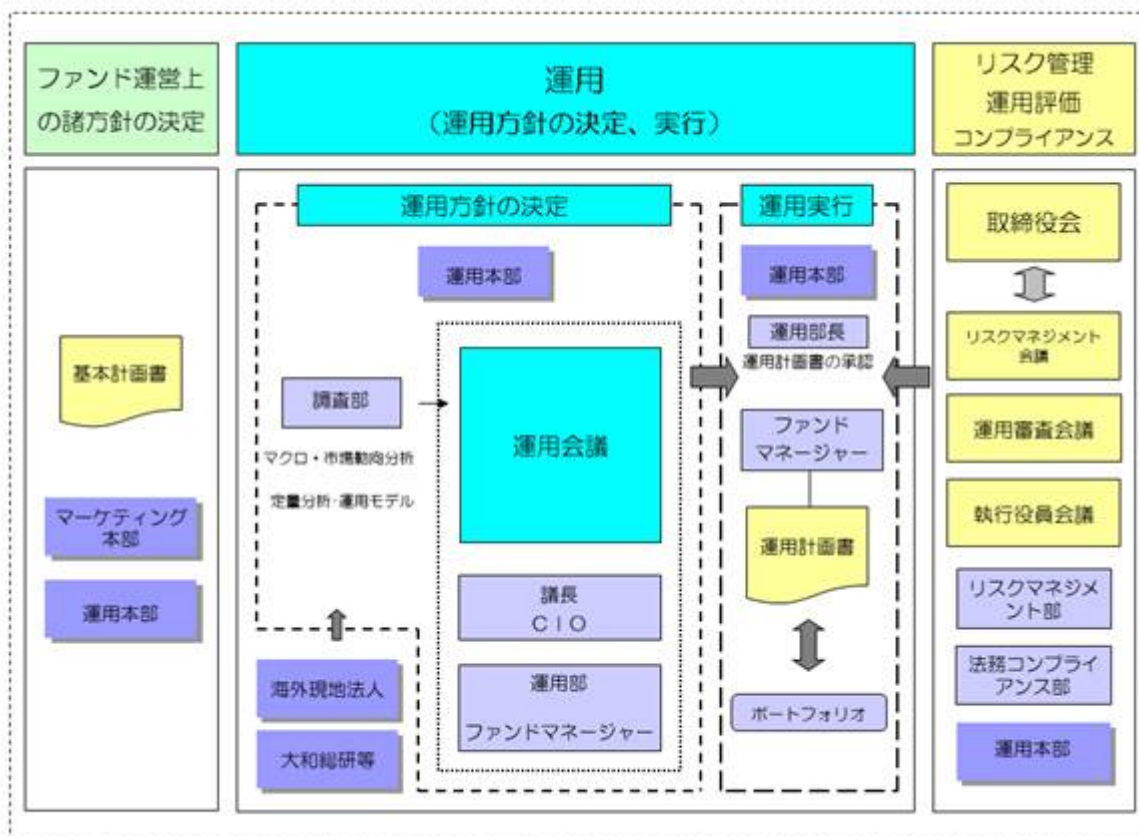 ファンド運営上
の諸方針の決定
基本計画書
マーケティング
本部
運用本部
運用
（運用方針の決定、実行）
運用方針の決定
運用本部
調査部
マクロ・市場動向分析
定量分析・運用モデル
運用会議
議長
ＣＩＯ
運用部
ファンドマネージャー
海外現地法人
大和総研等
運用実行
運用本部
運用部長
運用計画書の承認
ファンド
マネージャー
運用計画書
ポートフォリオ
リスク管理
運用評価
コンプライアンス
取締役会
リスクマネジメント
会議
運用審査会議
執行役員会議
リスクマネジメ
ント部
法務コンプライ
アンス部
運用本部